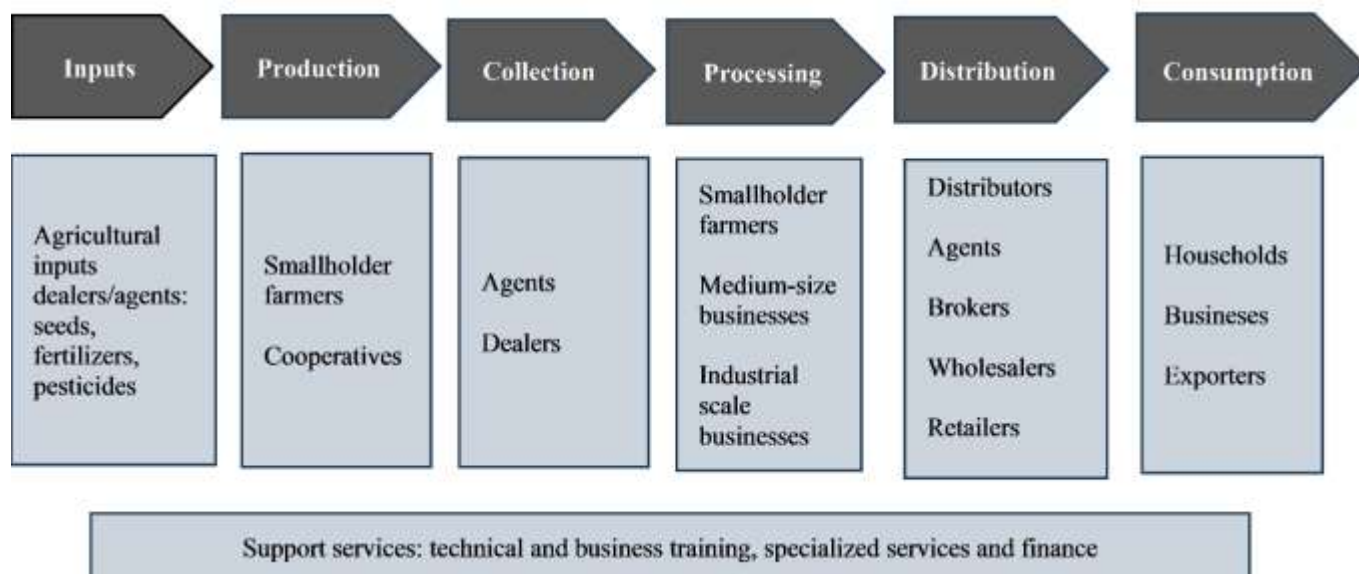 Inputs
Production
Collection
Processing
Distribution
Consumption
Agricultural
inputs
dealers/agents:
seeds,
fertilizers,
pesticides
Smallholder
farmers
Cooperatives
Agents
Dealers
Smallholder
farmers
Medium-size
businesses
Industrial
scale
businesses
Distributors
Agents
Brokers
Wholesalers
Retailers
Households
Busineses
Exporters
Support services: technical and business training, specialized services and finance